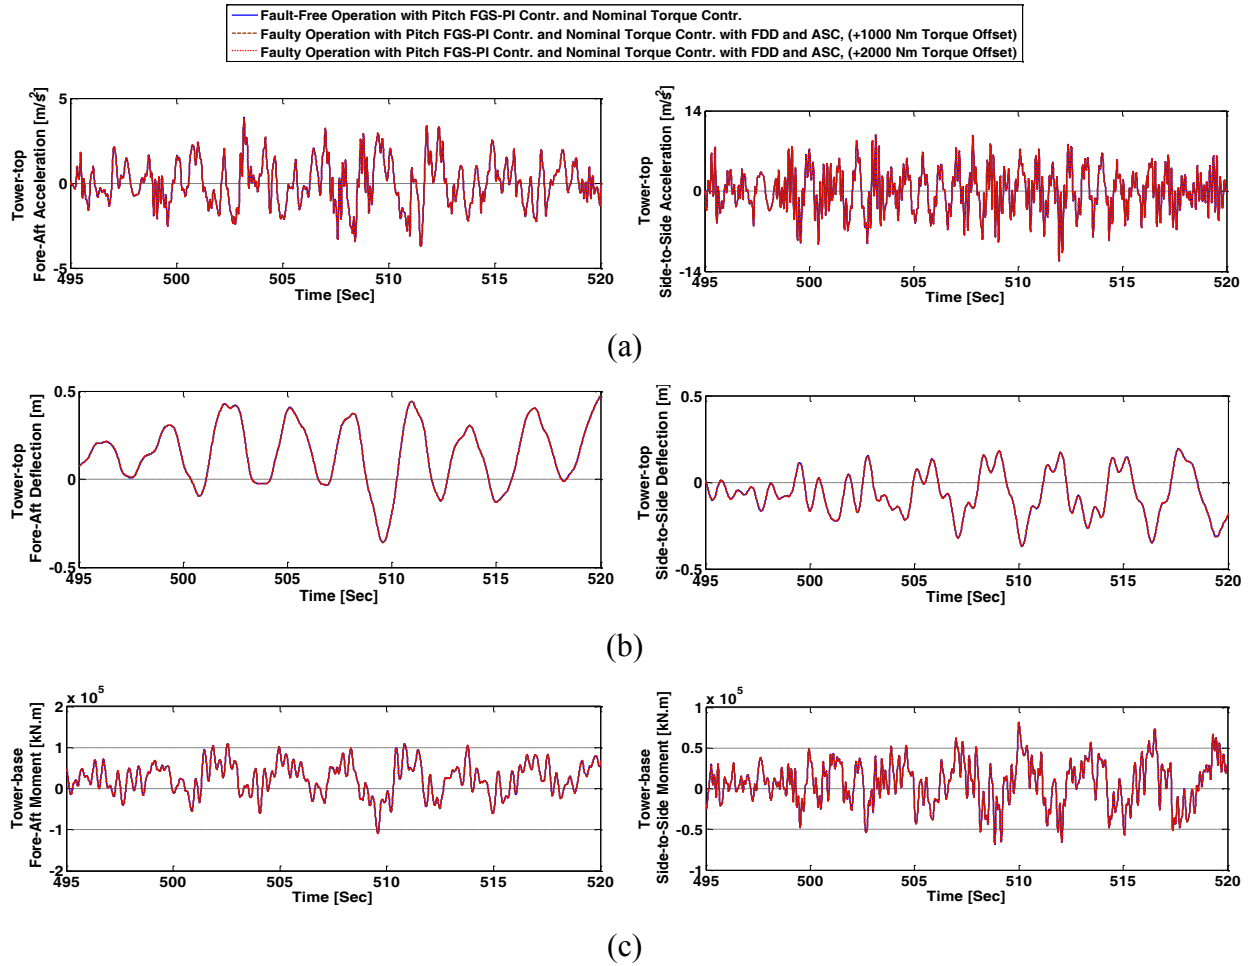 Fault-Free Operation with Pitch FGS-PI Contr. and Nominal Torque Contr.
Faulty Operation with Pitch FGS-PI Contr. and Nominal Torque Contr. with FDD and ASC, (+1000 Nm Torque Offset)
Faulty Operation with Pitch FGS-PI Contr. and Nominal Torque Contr. with FDD and ASC, (+2000 Nm Torque Offset)
Tower-top
Fore-Aft Acceleration [m/s²]
5
0
-5
495 500 505 510 515 520
Time [Sec]
Tower-top
Side-to-Side Acceleration [m/s²]
14
0
-14
495 500 505 510 515 520
Time [Sec]
(a)
Tower-top
Fore-Aft Deflection [m]
0.5
0
-0.5
495 500 505 510 515 520
Time [Sec]
Tower-top
Side-to-Side Deflection [m]
0.5
0
-0.5
495 500 505 510 515 520
Time [Sec]
(b)
Tower-base
Fore-Aft Moment [kN.m]
x 10⁵
2
1
0
-1
-2
495 500 505 510 515 520
Time [Sec]
Tower-base
Side-to-Side Moment [kN.m]
x 10⁵
1
0.5
0
-0.5
-1
495 500 505 510 515 520
Time [Sec]
(c)